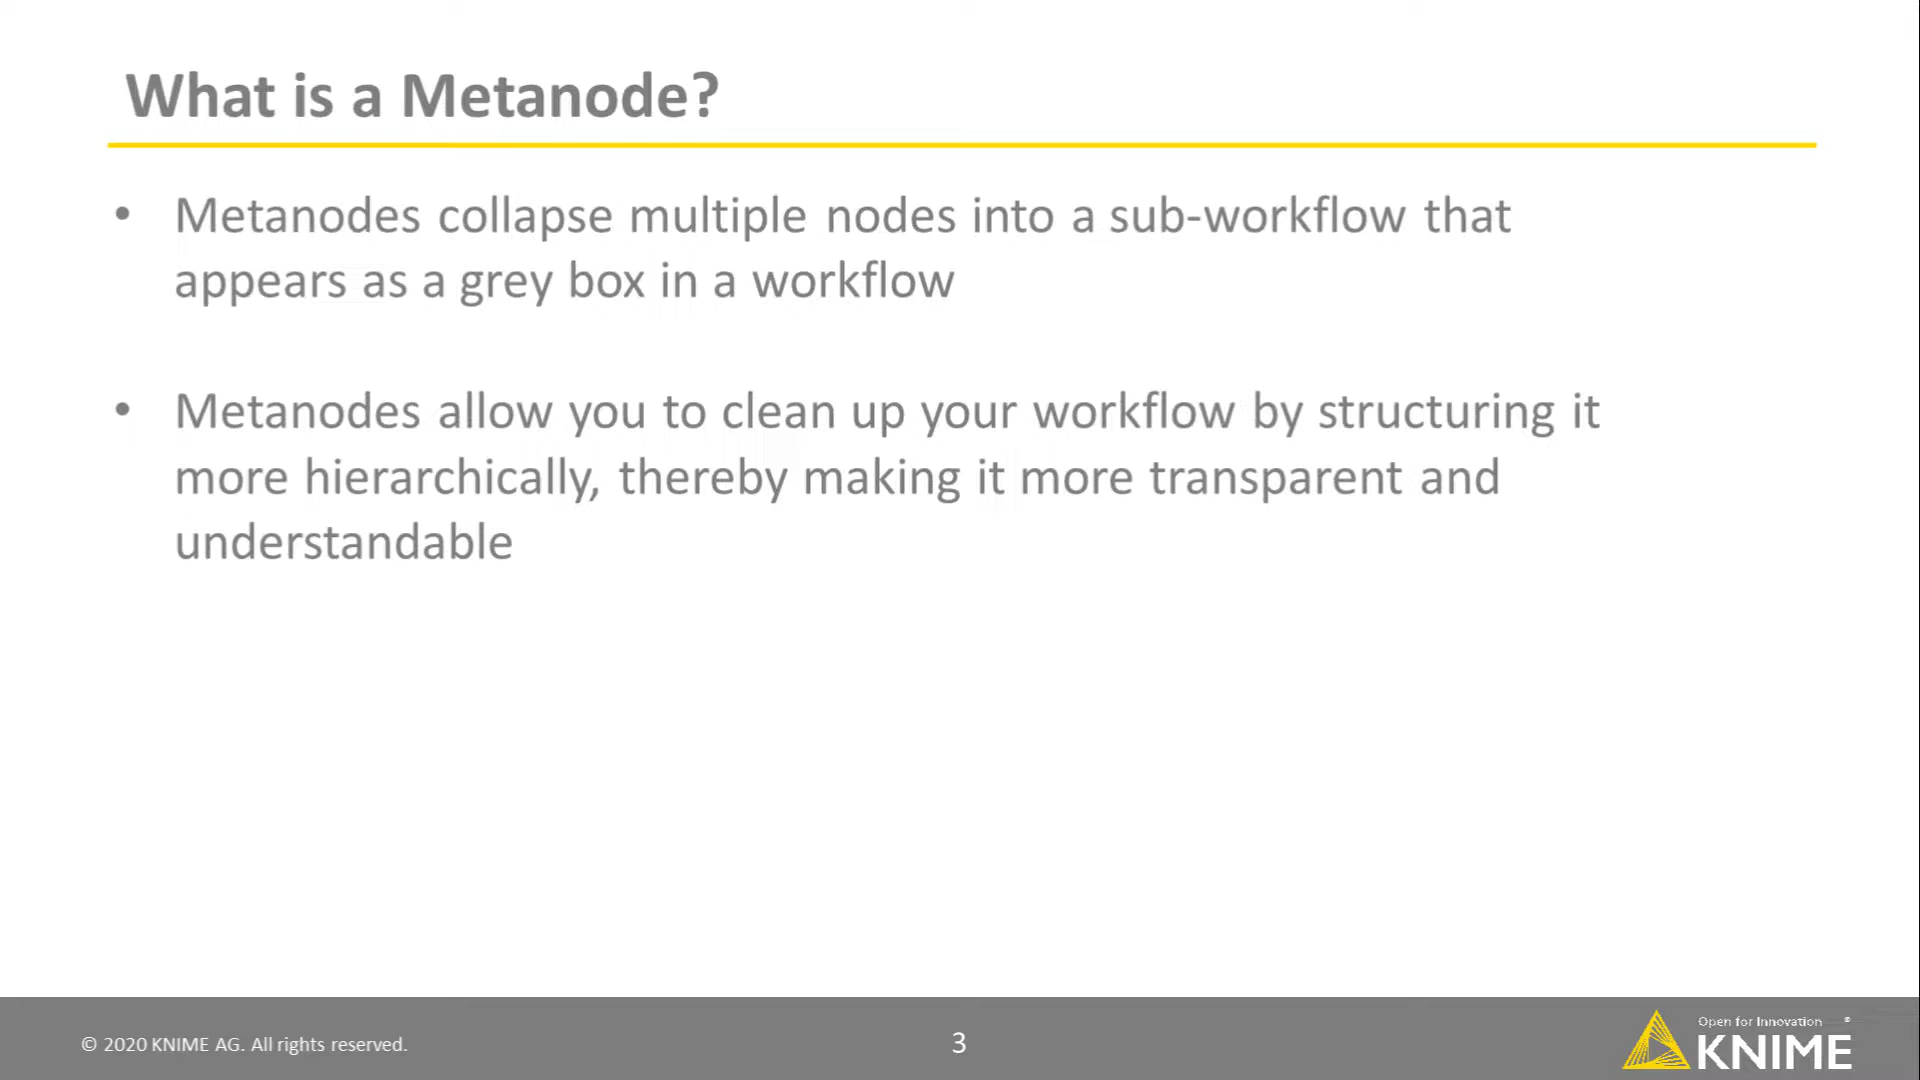 What is a Metanode?
• Metanodes collapse multiple nodes into a sub-workflow that
appears as a grey box in a workflow
• Metanodes allow you to clean up your workflow by structuring it
more hierarchically, thereby making it more transparent and
understandable
© 2020 KNIME AG. All rights reserved.
3
Open for Innovation ®
KNIME